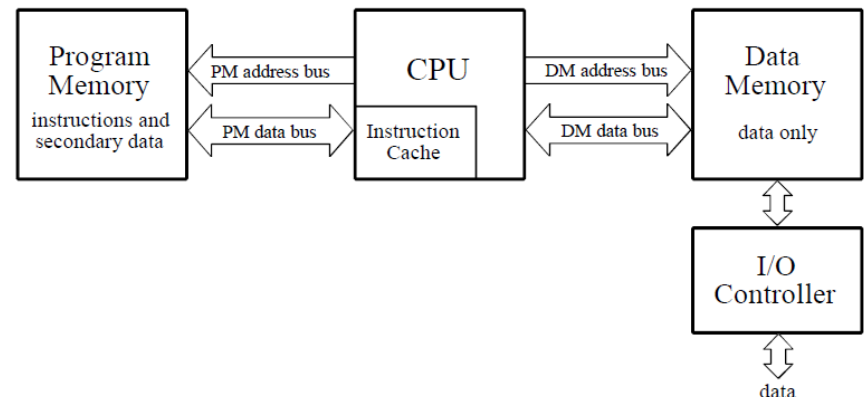 Program
Memory
instructions and
secondary data
PM address bus
PM data bus
CPU
Instruction
Cache
DM address bus
DM data bus
Data
Memory
data only
I/O
Controller
data